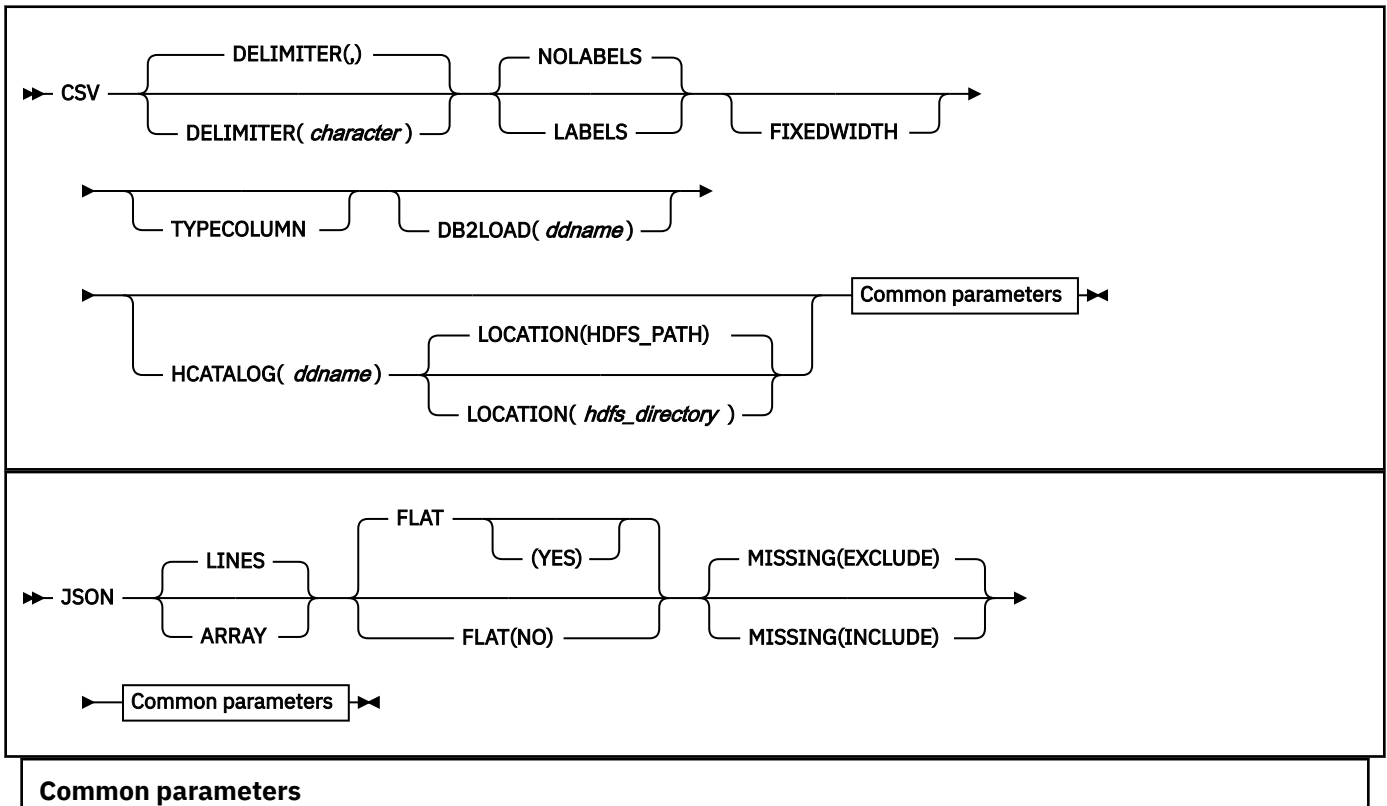 DELIMITER(,) NOLABELS
CSV
DELIMITER( character ) LABELS FIXEDWIDTH
TYPECOLUMN DB2LOAD( ddname )
Common parameters
LOCATION(HDFS_PATH)
HCATALOG( ddname )
LOCATION( hdfs_directory )
FLAT
LINES (YES) MISSING(EXCLUDE)
JSON
ARRAY FLAT(NO) MISSING(INCLUDE)
Common parameters
Common parameters